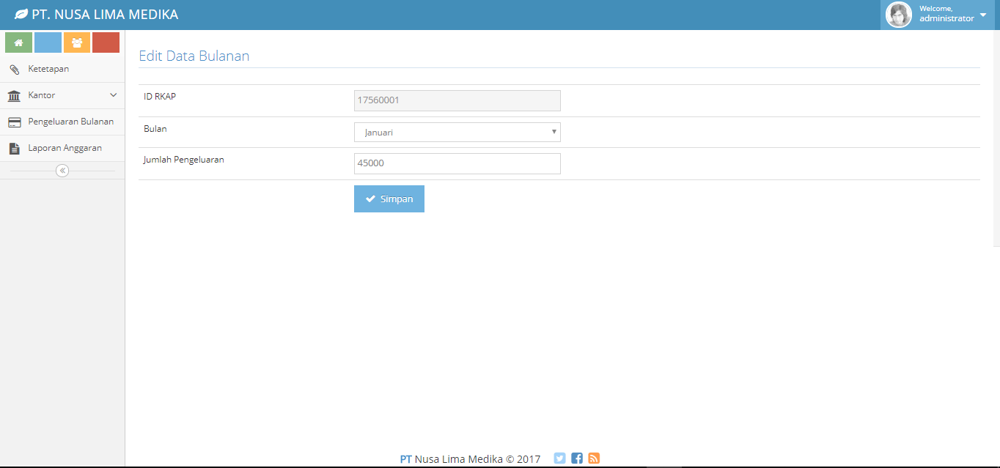 PT. NUSA LIMA MEDIKA
Welcome,
administrator
Ketetapan
Kantor
Pengeluaran Bulanan
Laporan Anggaran
Edit Data Bulanan
ID RKAP
17560001
Bulan
Januari
Jumlah Pengeluaran
45000
Simpan
PT Nusa Lima Medika © 2017